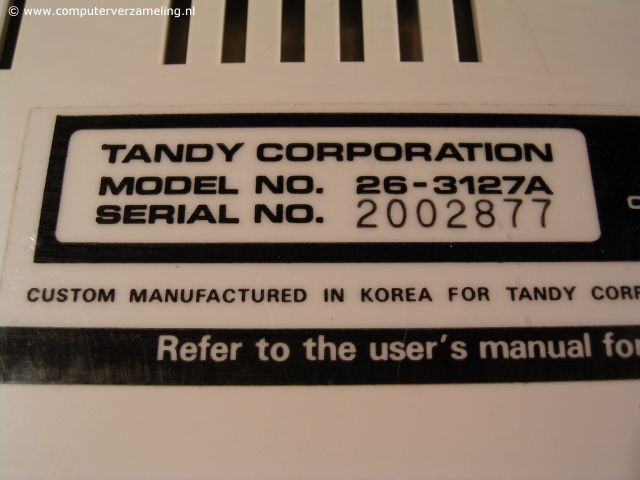 © www.computerverzameling.nl
TANDY CORPORATION
MODEL NO. 26-3127A
SERIAL NO. 2002877
CUSTOM MANUFACTURED IN KOREA FOR TANDY
Refer to the user's manual for